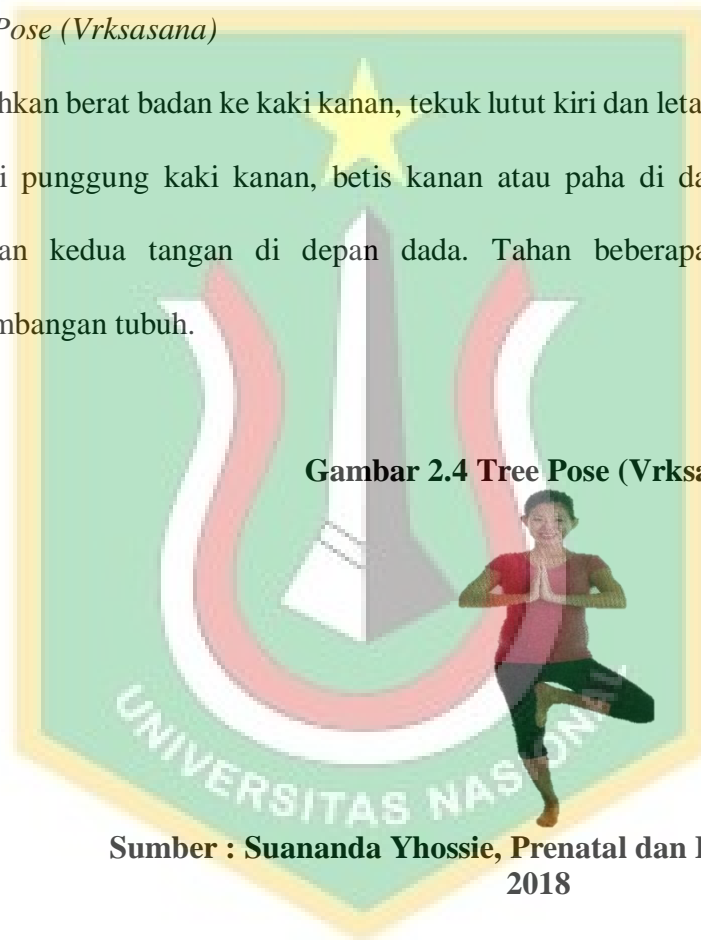 Pose (Vrksasana)
hkan berat badan ke kaki kanan, tekuk lutut kiri dan leta
i punggung kaki kanan, betis kanan atau paha di da
an kedua tangan di depan dada. Tahan beberapa
mbangan tubuh.
Gambar 2.4 Tree Pose (Vrksa
UNIVERSITAS NASIONAL
Sumber : Suananda Yhossie, Prenatal dan
2018